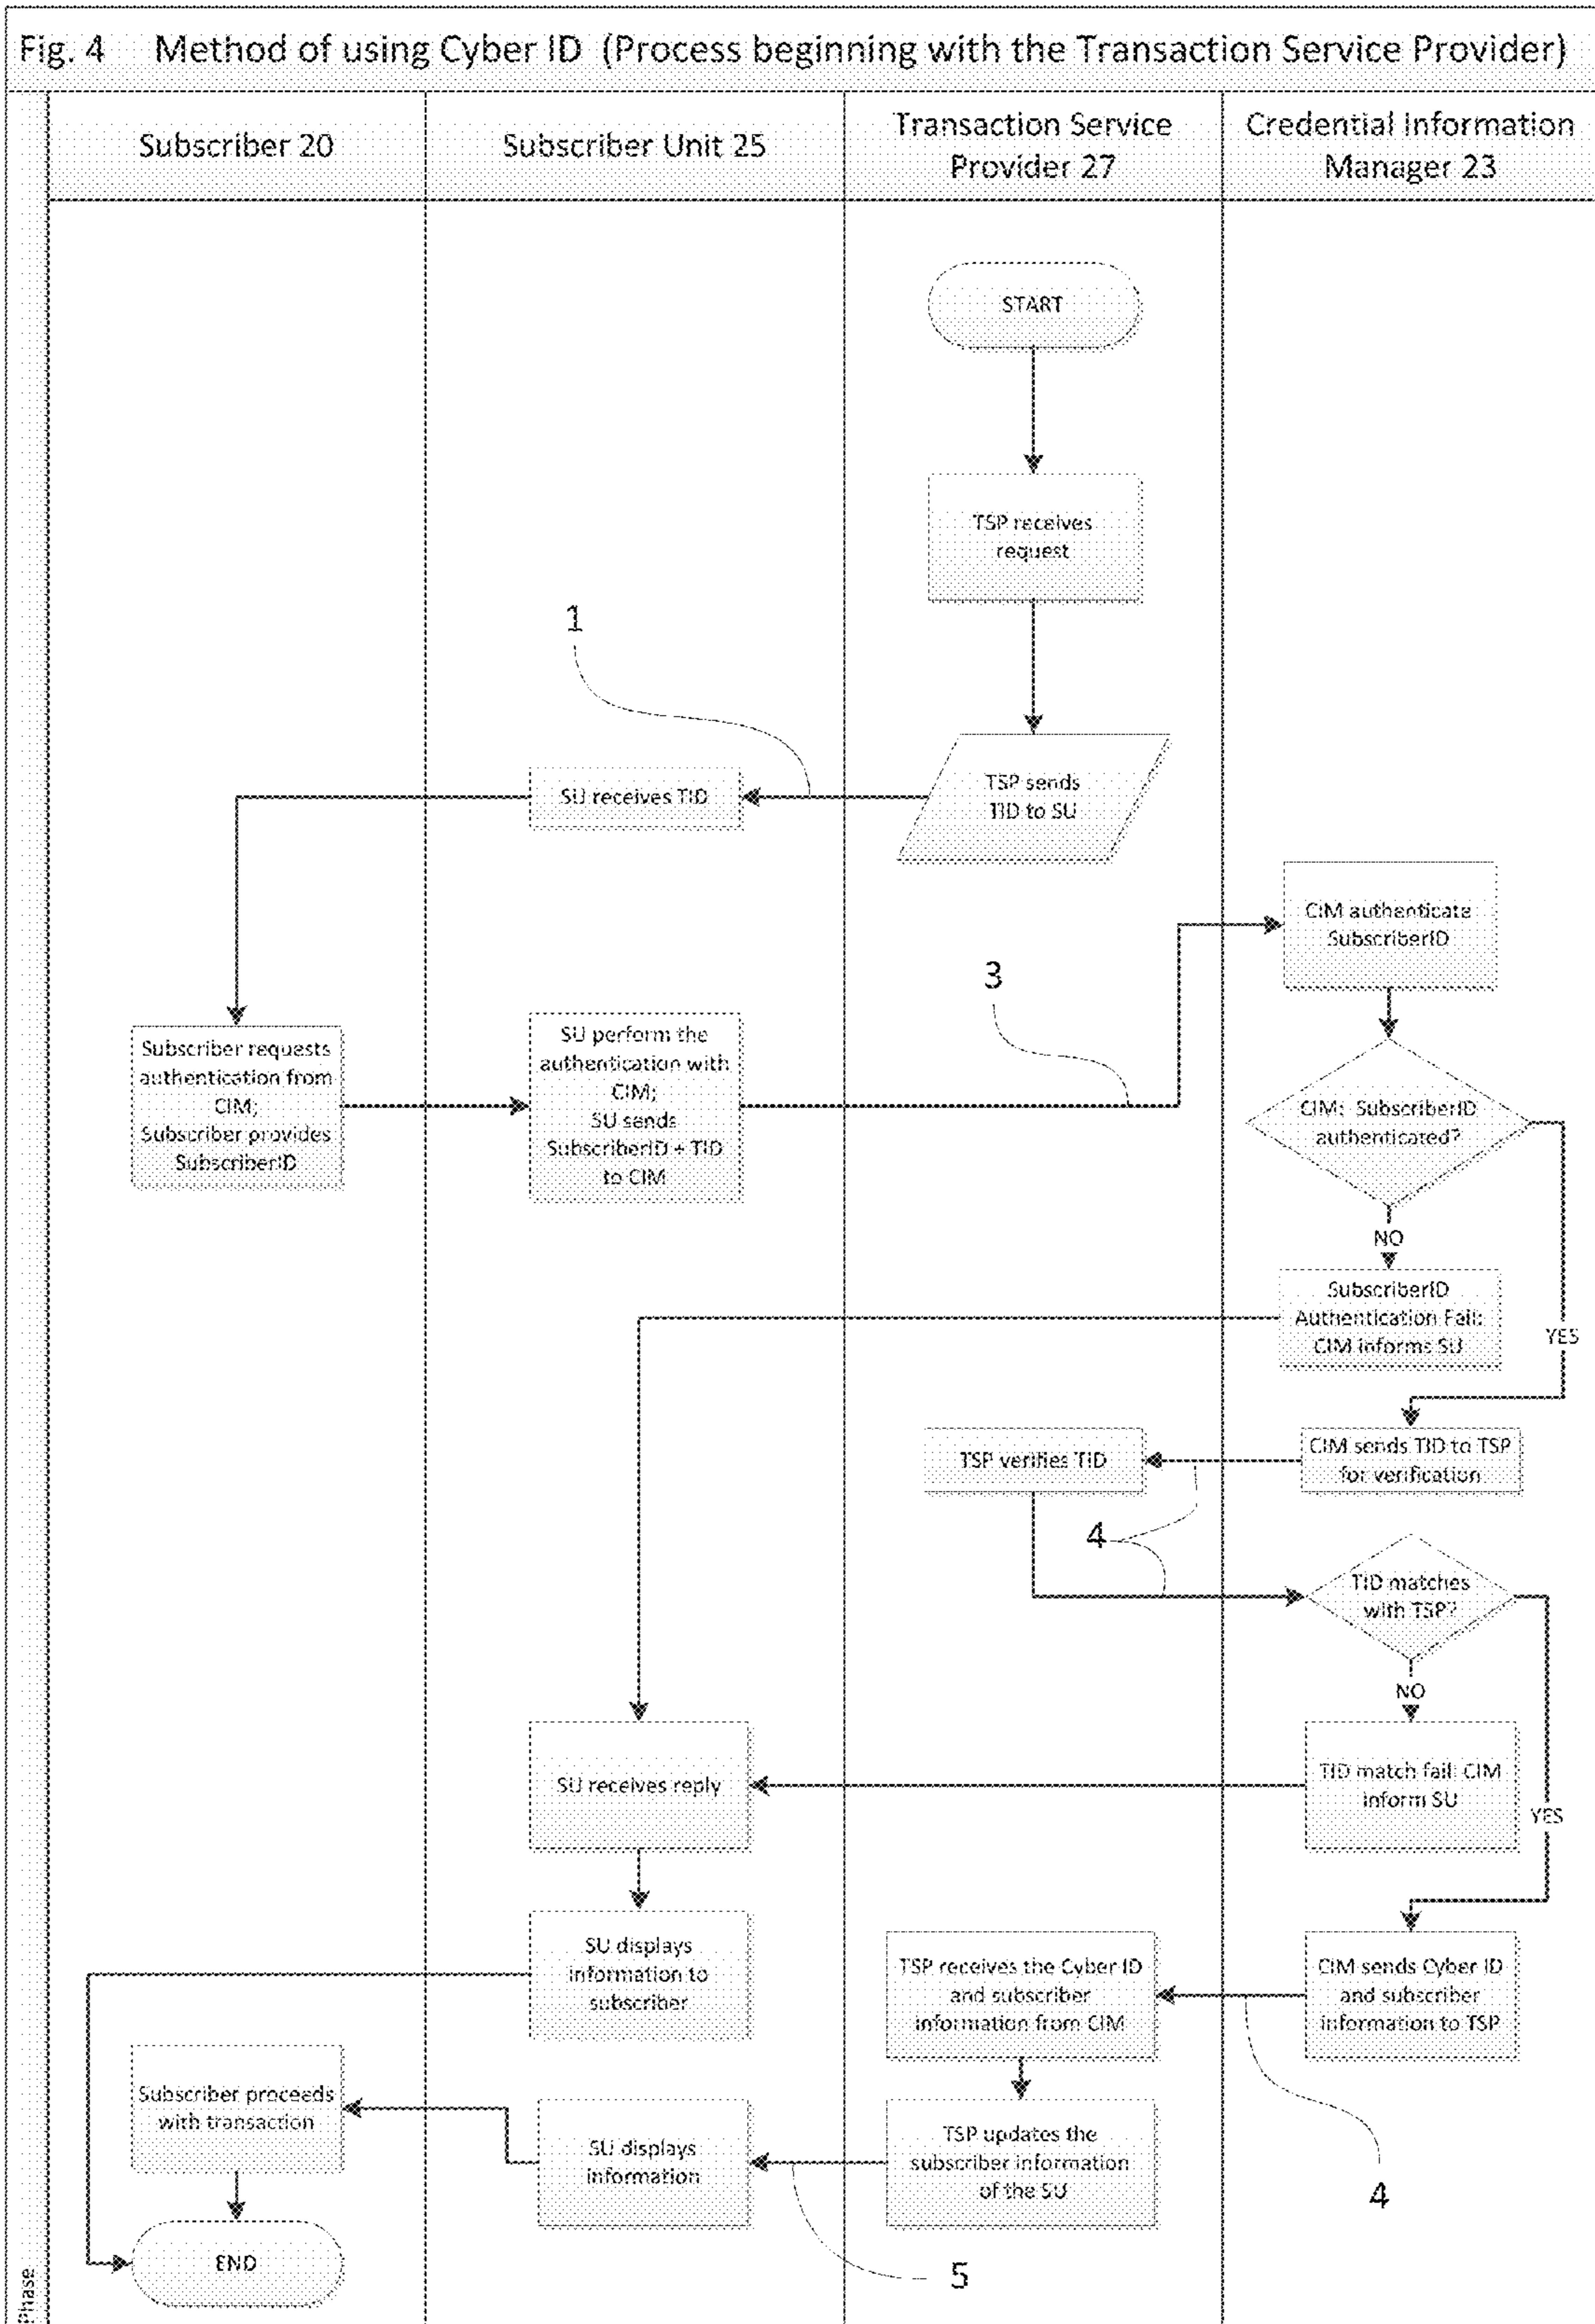 Fig. 4 Method of using Cyber ID (Process beginning with the Transaction Service Provider)
Subscriber 20
Subscriber Unit 25
Transaction Service
Provider 27
Credential Information
Manager 23
START
TSP receives
request
1
TSP sends
TID to SU
SU receives TID
CIM authenticate
SubscriberID
3
Subscriber requests
authentication from
CIM;
Subscriber provides
SubscriberID
SU perform the
authentication with
CIM;
SU sends
SubscriberID + TID
to CIM
CIM: SubscriberID
authenticated?
NO
SubscriberID
Authentication Fail:
CIM informs SU
YES
CIM sends TID to TSP
for verification
TSP verifies TID
4
TID matches
with TSP?
NO
TID match fail: CIM
inform SU
YES
SU receives reply
SU displays
information to
subscriber
TSP receives the Cyber ID
and subscriber
information from CIM
CIM sends Cyber ID
and subscriber
information to TSP
Subscriber proceeds
with transaction
SU displays
information
TSP updates the
subscriber information
of the SU
4
END
5
Phase